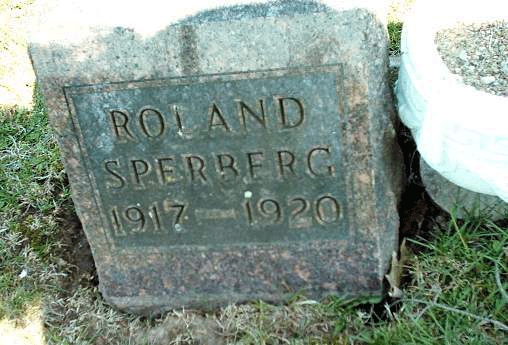 ROLAND
SPERBERG
1917 — 1920